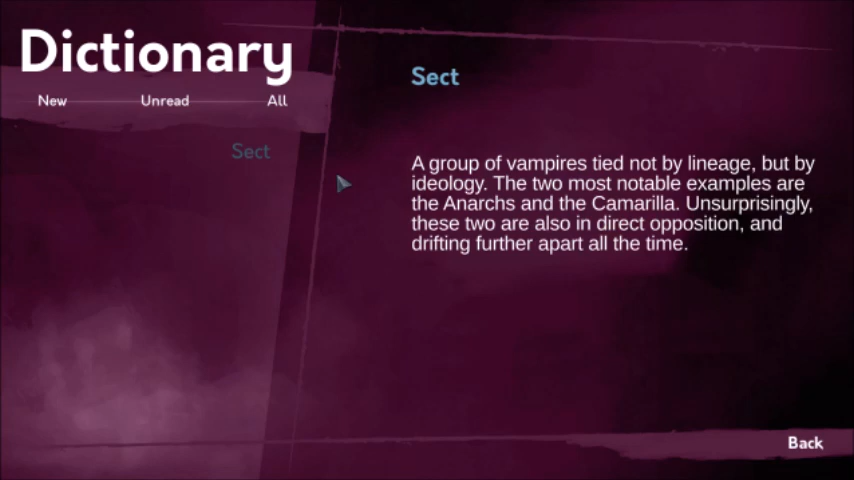 Dictionary
New Unread All
Sect
Sect
A group of vampires tied not by lineage, but by
ideology. The two most notable examples are
the Anarchs and the Camarilla. Unsurprisingly,
these two are also in direct opposition, and
drifting further apart all the time.
Back